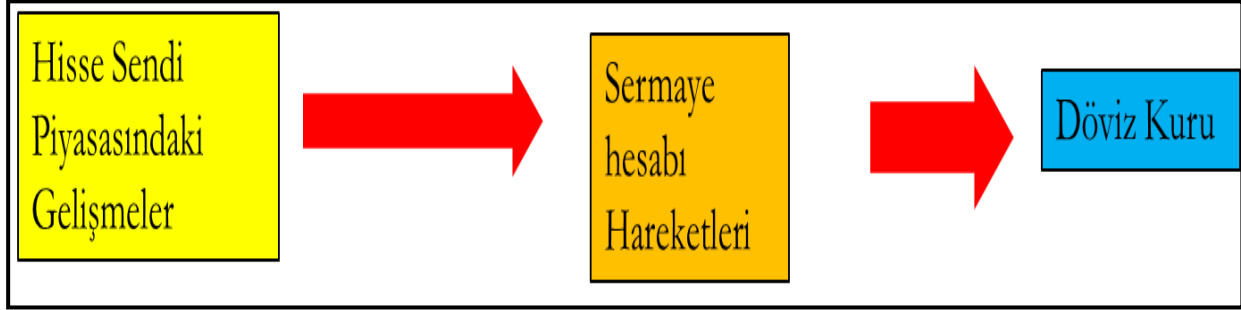 Hisse Sendi
Piyasasındaki
Gelişmeler
Sermaye
hesabı
Hareketleri
Döviz Kuru